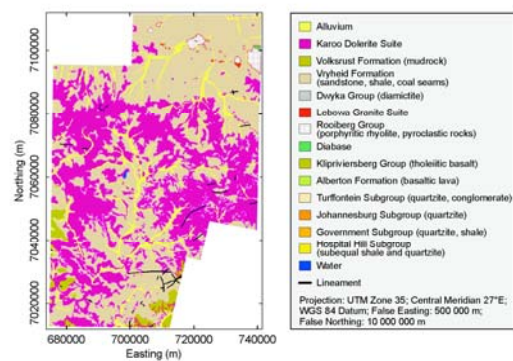 7100000
7080000
7060000
7040000
7020000
Northing (m)
680000
700000
720000
740000
Easting (m)
Alluvium
Karoo Dolerite Suite
Volksrust Formation (mudrock)
Vryheid Formation
(sandstone, shale, coal seams)
Dwyka Group (diamictite)
Lebowa Granite Suite
Rooiberg Group
(porphyritic rhyolite, pyroclastic rocks)
Diabase
Klipriviersberg Group (tholeiitic basalt)
Alberton Formation (basaltic lava)
Turffontein Subgroup (quartzite, conglomerate)
Johannesburg Subgroup (quartzite)
Government Subgroup (quartzite, shale)
Hospital Hill Subgroup
(subequal shale and quartzite)
Water
Lineament
Projection: UTM Zone 35; Central Meridian 27°E;
WGS 84 Datum; False Easting: 500 000 m;
False Northing: 10 000 000 m